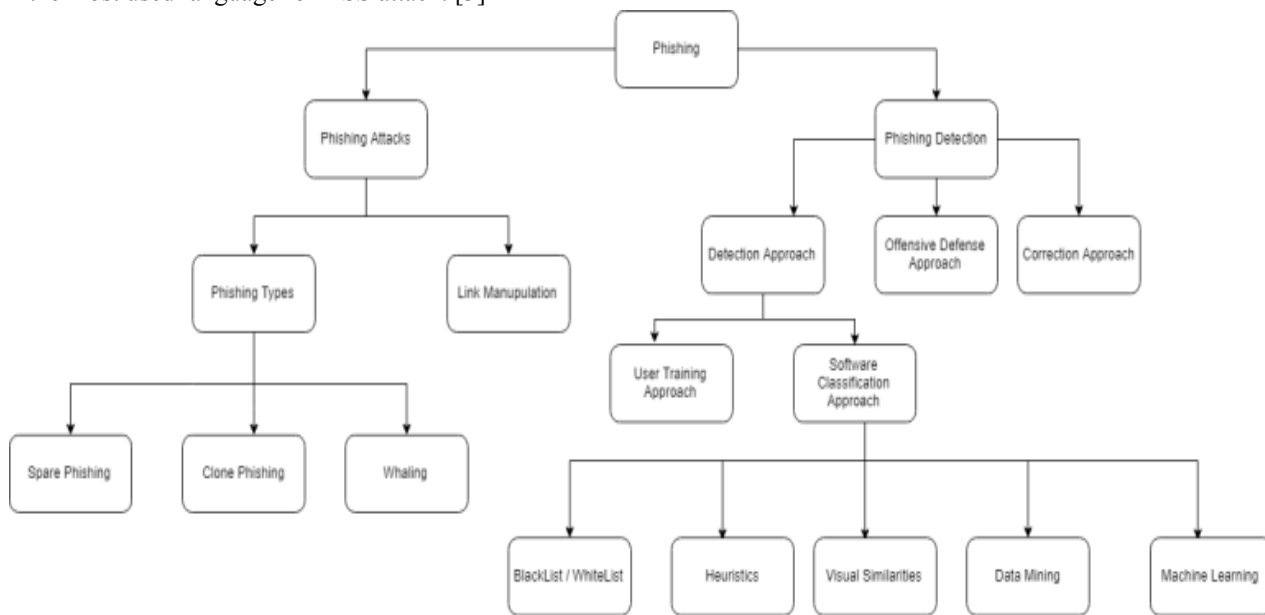 Phishing
Phishing Attacks
Phishing Detection
Detection Approach
Offensive Defense
Approach
Correction Approach
Phishing Types
Link Manupulation
User Training
Approach
Software
Classification
Approach
Spare Phishing
Clone Phishing
Whaling
BlackList / WhiteList
Heuristics
Visual Similarities
Data Mining
Machine Learning